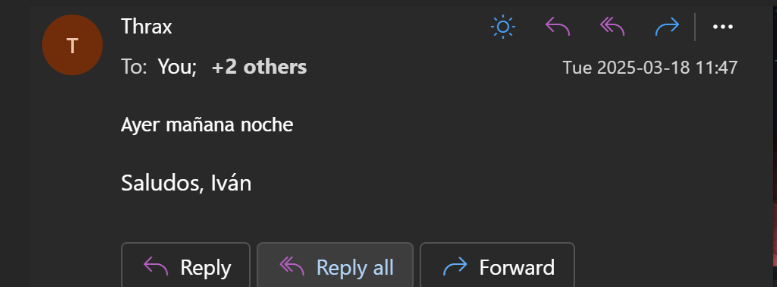 T
Thrax
To: You; +2 others
Tue 2025-03-18 11:47
Ayer mañana noche
Saludos, Iván
Reply
Reply all
Forward